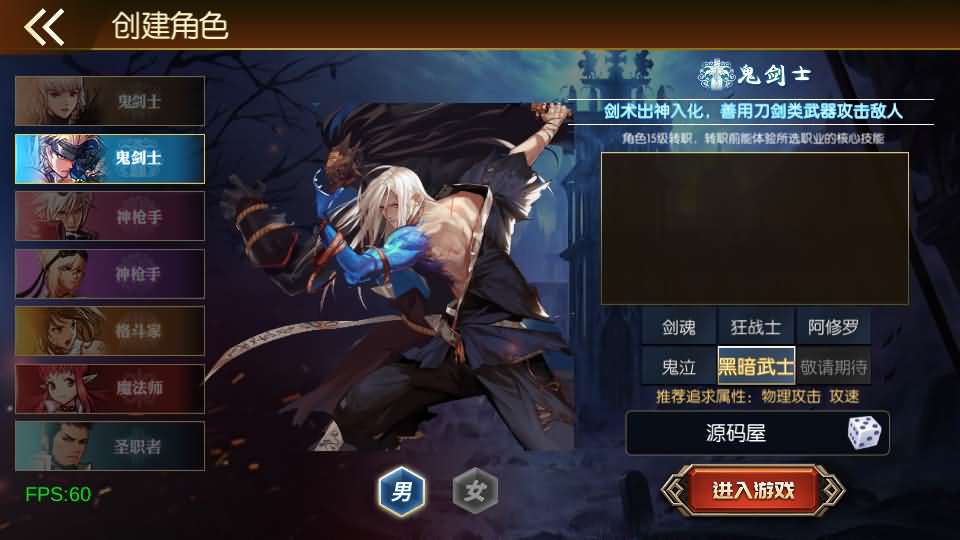 创建角色
鬼剑士
鬼剑士
神枪手
神枪手
格斗家
魔法师
圣职者
FPS:60
男
女
鬼剑士
剑术出神入化，善用刀剑类武器攻击敌人
角色15级转职，转职前能体验所选职业的核心技能
剑魂 狂战士 阿修罗
鬼泣 黑暗武士 敬请期待
推荐追求属性：物理攻击 攻速
源码屋
进入游戏